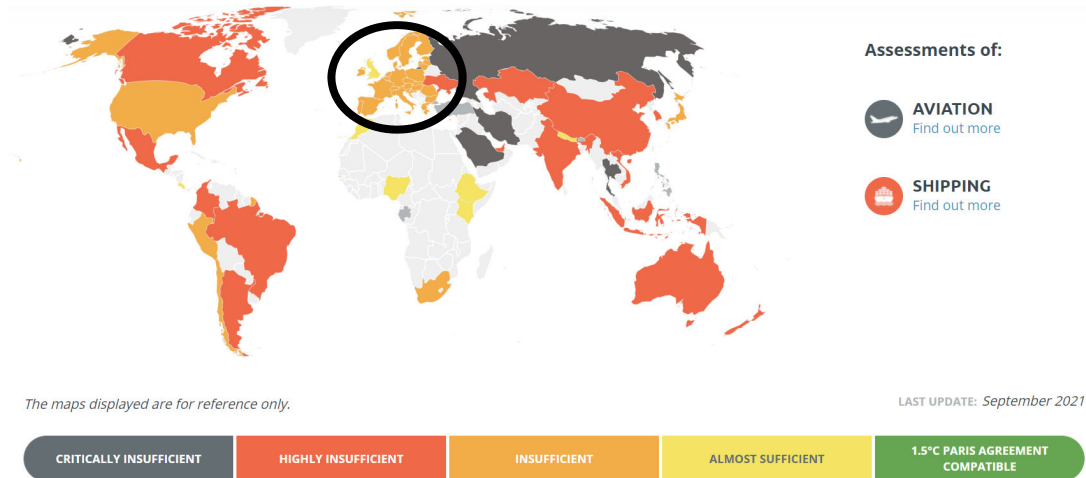 Assessments of:
AVIATION
Find out more
SHIPPING
Find out more
The maps displayed are for reference only.
LAST UPDATE: September 2021
CRITICALLY INSUFFICIENT
HIGHLY INSUFFICIENT
INSUFFICIENT
ALMOST SUFFICIENT
1.5°C PARIS AGREEMENT
COMPATIBLE